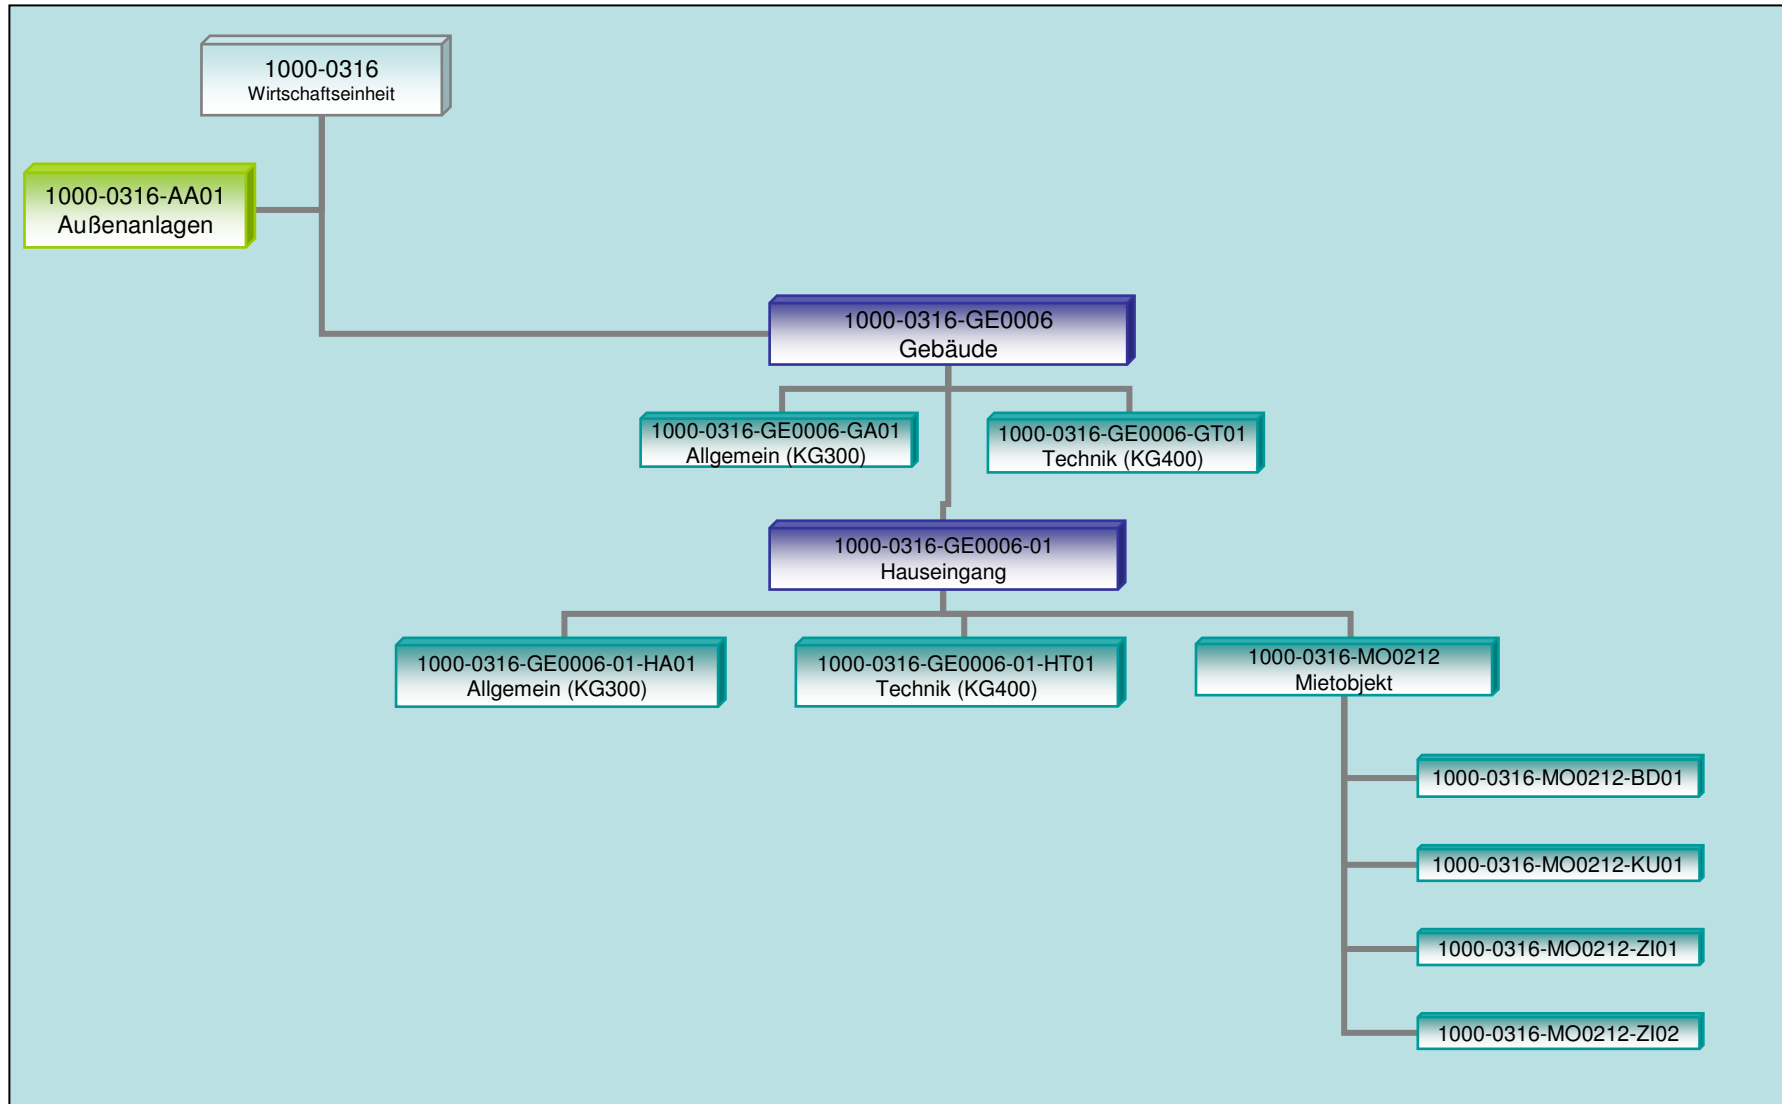 1000-0316
Wirtschaftseinheit
1000-0316-AA01
Außenanlagen
1000-0316-GE0006
Gebäude
1000-0316-GE0006-GA01
Allgemein (KG300)
1000-0316-GE0006-GT01
Technik (KG400)
1000-0316-GE0006-01
Hauseingang
1000-0316-GE0006-01-HA01
Allgemein (KG300)
1000-0316-GE0006-01-HT01
Technik (KG400)
1000-0316-MO0212
Mietobjekt
1000-0316-MO0212-BD01
1000-0316-MO0212-KU01
1000-0316-MO0212-ZI01
1000-0316-MO0212-ZI02